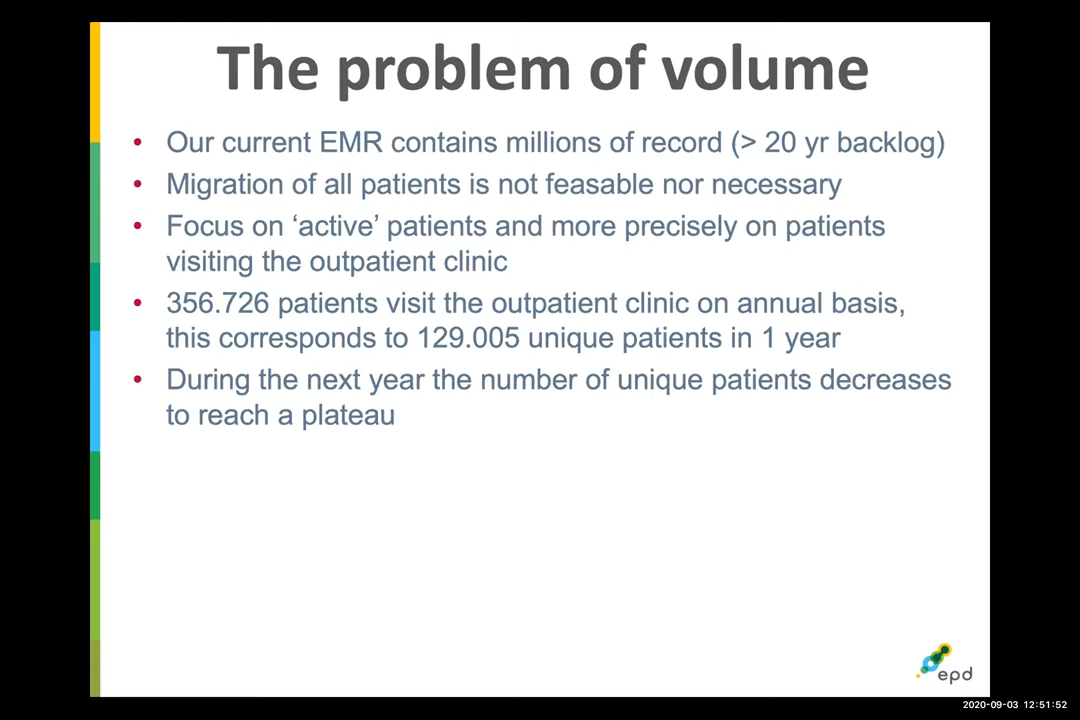 The problem of volume
• Our current EMR contains millions of record (> 20 yr backlog)
• Migration of all patients is not feasable nor necessary
• Focus on ‘active’ patients and more precisely on patients
visiting the outpatient clinic
• 356.726 patients visit the outpatient clinic on annual basis,
this corresponds to 129.005 unique patients in 1 year
• During the next year the number of unique patients decreases
to reach a plateau
epd
2020-09-03 12:51:52